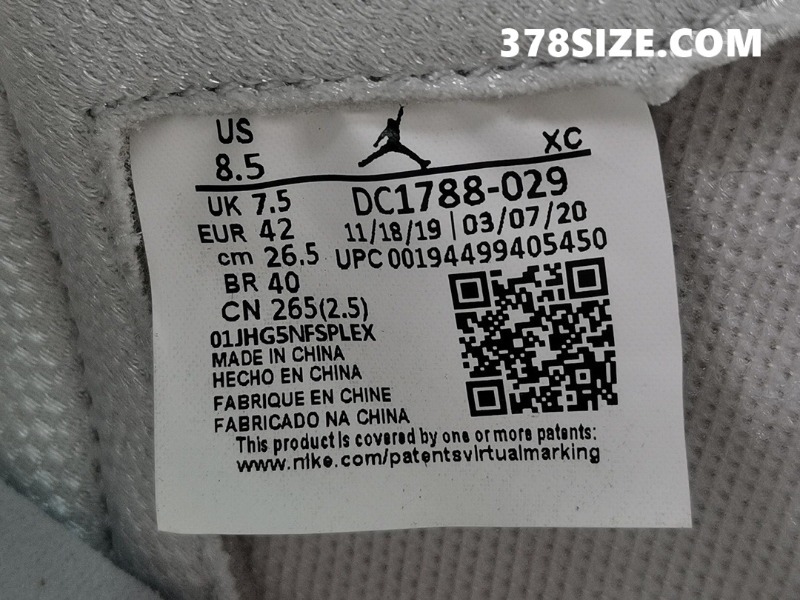 378SIZE.COM
US
8.5
XC
UK 7.5
DC1788-029
EUR 42
11/18/19 | 03/07/20
cm 26.5
UPC 00194499405450
BR 40
CN 265(2.5)
01JHG5NFSPLEX
MADE IN CHINA
HECHO EN CHINA
FABRIQUE EN CHINE
FABRICADO NA CHINA
This product is covered by one or more patents:
www.nike.com/patentsvirtualmarking